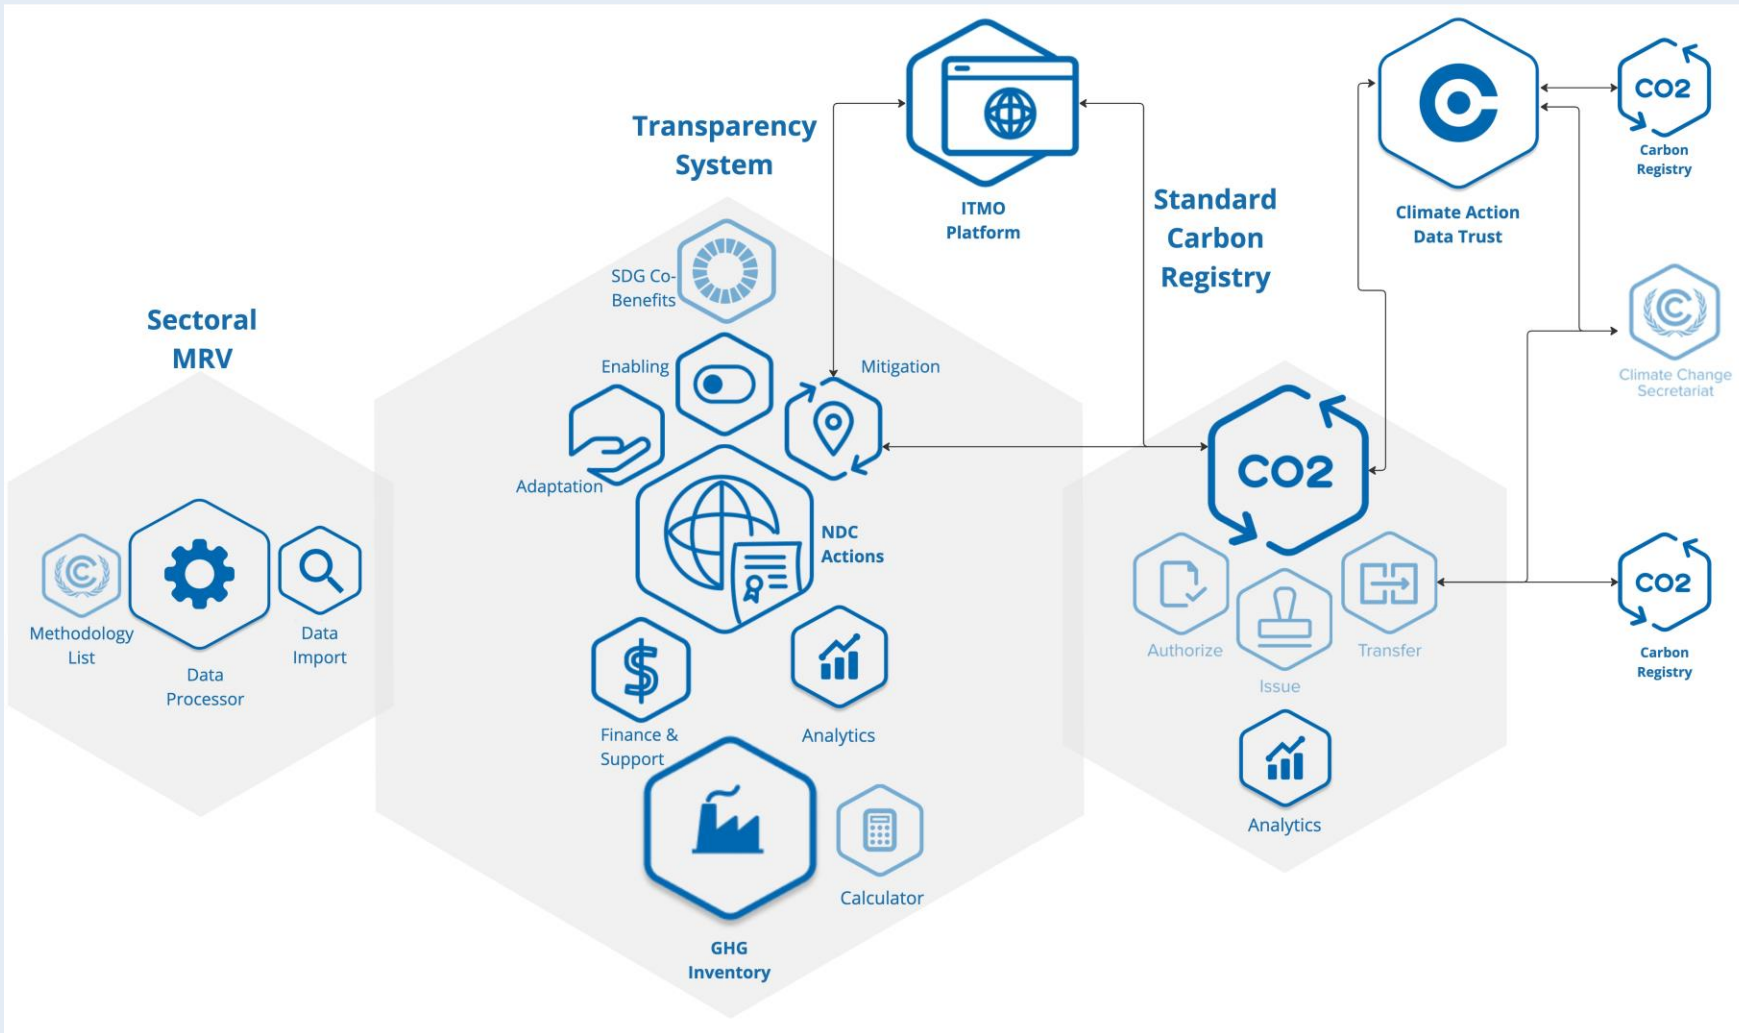 Sectoral
MRV
Methodology
List
Data
Processor
Data
Import
Transparency
System
SDG Co-
Benefits
Enabling
Mitigation
Adaptation
NDC
Actions
Finance &
Support
Analytics
GHG
Inventory
Calculator
ITMO
Platform
Standard
Carbon
Registry
CO2
Authorize
Issue
Transfer
Analytics
Climate Action
Data Trust
CO2
Carbon
Registry
Climate Change
Secretariat
CO2
Carbon
Registry